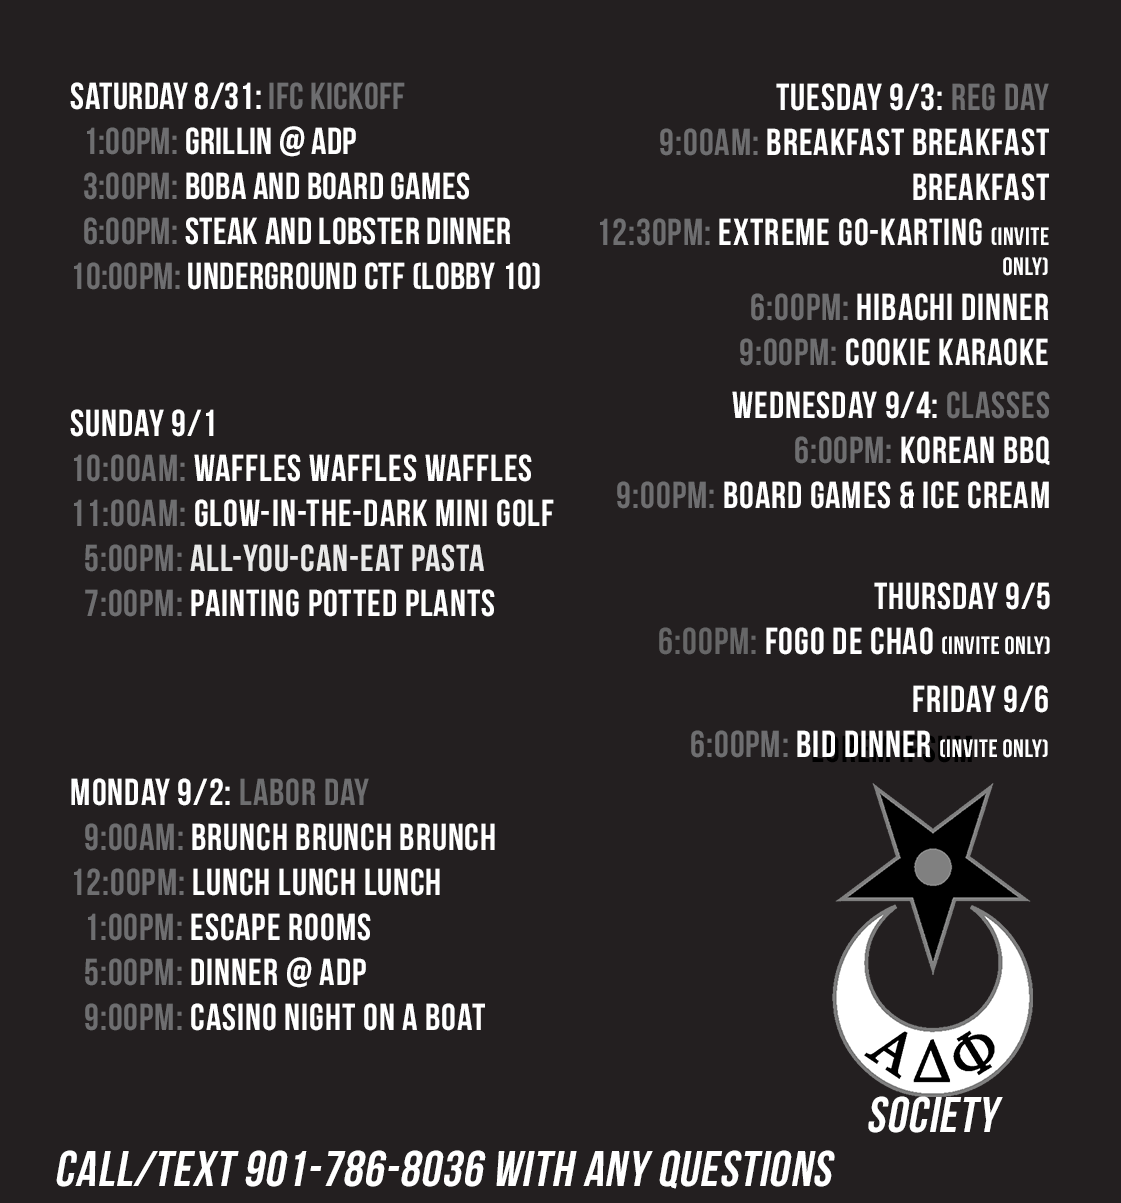 SATURDAY 8/31: IFC KICKOFF
1:00PM: GRILLIN @ ADP
3:00PM: BOBA AND BOARD GAMES
6:00PM: STEAK AND LOBSTER DINNER
10:00PM: UNDERGROUND CTF (LOBBY 10)
SUNDAY 9/1
10:00AM: WAFFLES WAFFLES WAFFLES
11:00AM: GLOW-IN-THE-DARK MINI GOLF
5:00PM: ALL-YOU-CAN-EAT PASTA
7:00PM: PAINTING POTTED PLANTS
MONDAY 9/2: LABOR DAY
9:00AM: BRUNCH BRUNCH BRUNCH
12:00PM: LUNCH LUNCH LUNCH
1:00PM: ESCAPE ROOMS
5:00PM: DINNER @ ADP
9:00PM: CASINO NIGHT ON A BOAT
TUESDAY 9/3: REG DAY
9:00AM: BREAKFAST BREAKFAST
BREAKFAST
12:30PM: EXTREME GO-KARTING (INVITE
ONLY)
6:00PM: HIBACHI DINNER
9:00PM: COOKIE KARAOKE
WEDNESDAY 9/4: CLASSES
6:00PM: KOREAN BBQ
9:00PM: BOARD GAMES & ICE CREAM
THURSDAY 9/5
6:00PM: FOGO DE CHAO (INVITE ONLY)
FRIDAY 9/6
6:00PM: BID DINNER (INVITE ONLY)
ΑΔΦ
SOCIETY
CALL/TEXT 901-786-8036 WITH ANY QUESTIONS